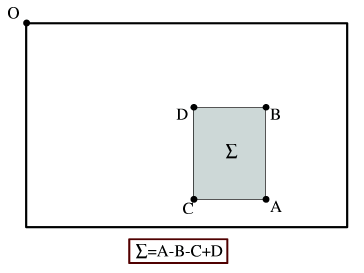 O
D B
Σ
C A
Σ=A-B-C+D